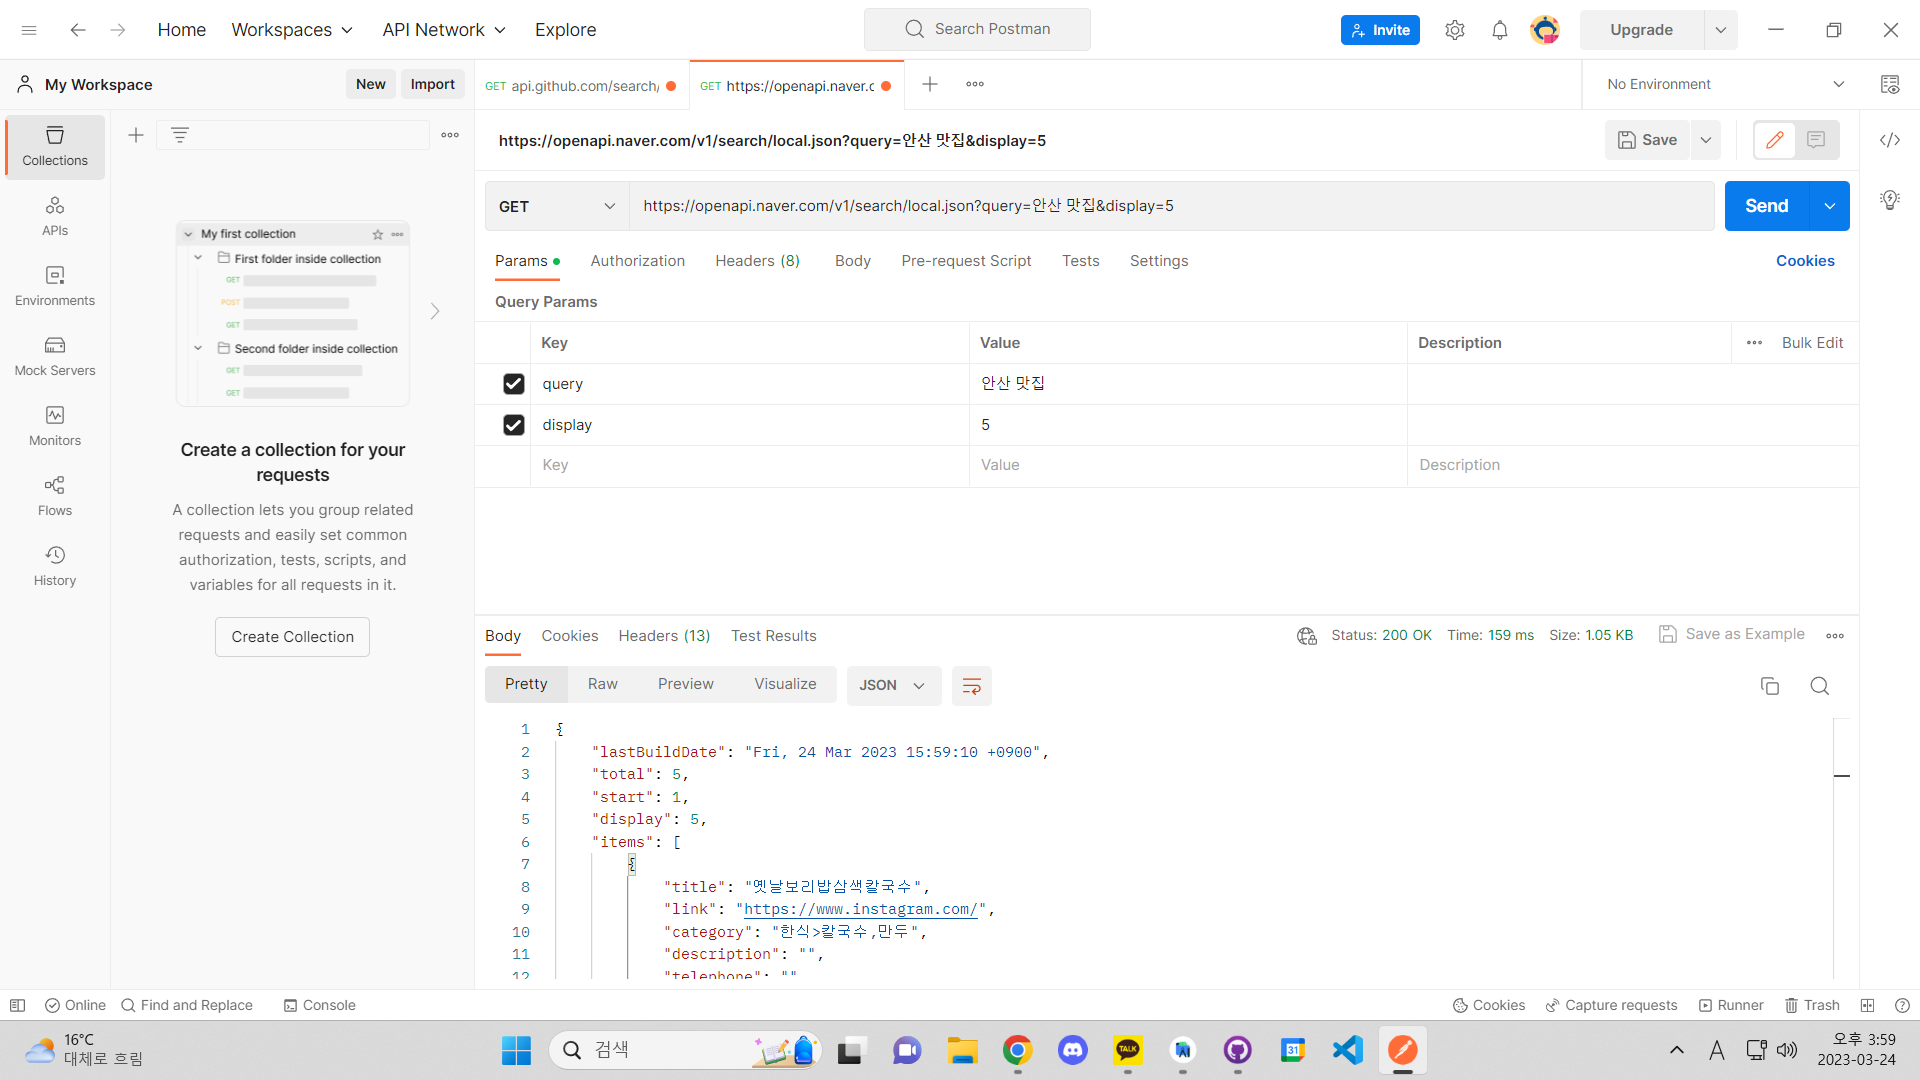 Home
Workspaces
API Network
Explore
Search Postman
Invite
Upgrade
My Workspace
New
Import
GET api.github.com/search/
GET https://openapi.naver.c
No Environment
Collections
APIs
Environments
Mock Servers
Monitors
Flows
History
My first collection
First folder inside collection
GET
POST
GET
Second folder inside collection
GET
GET
Create a collection for your
requests
A collection lets you group related
requests and easily set common
authorization, tests, scripts, and
variables for all requests in it.
Create Collection
https://openapi.naver.com/v1/search/local.json?query=안산 맛집&display=5
Save
GET
https://openapi.naver.com/v1/search/local.json?query=안산 맛집&display=5
Send
Params
Authorization
Headers (8)
Body
Pre-request Script
Tests
Settings
Cookies
Query Params
Key Value Description Bulk Edit
query 안산 맛집
display 5
Key Value Description
Body
Cookies
Headers (13)
Test Results
Status: 200 OK Time: 159 ms Size: 1.05 KB
Save as Example
Pretty
Raw
Preview
Visualize
JSON
1 {
2 "lastBuildDate": "Fri, 24 Mar 2023 15:59:10 +0900",
3 "total": 5,
4 "start": 1,
5 "display": 5,
6 "items": [
7 {
8 "title": "옛날보리밥삼색칼국수",
9 "link": "https://www.instagram.com/",
10 "category": "한식>칼국수,만두",
11 "description": "",
12 "telephone": ""
Online
Find and Replace
Console
Cookies
Capture requests
Runner
Trash
16°C
대체로 흐림
검색
TALK
31
A
오후 3:59
2023-03-24